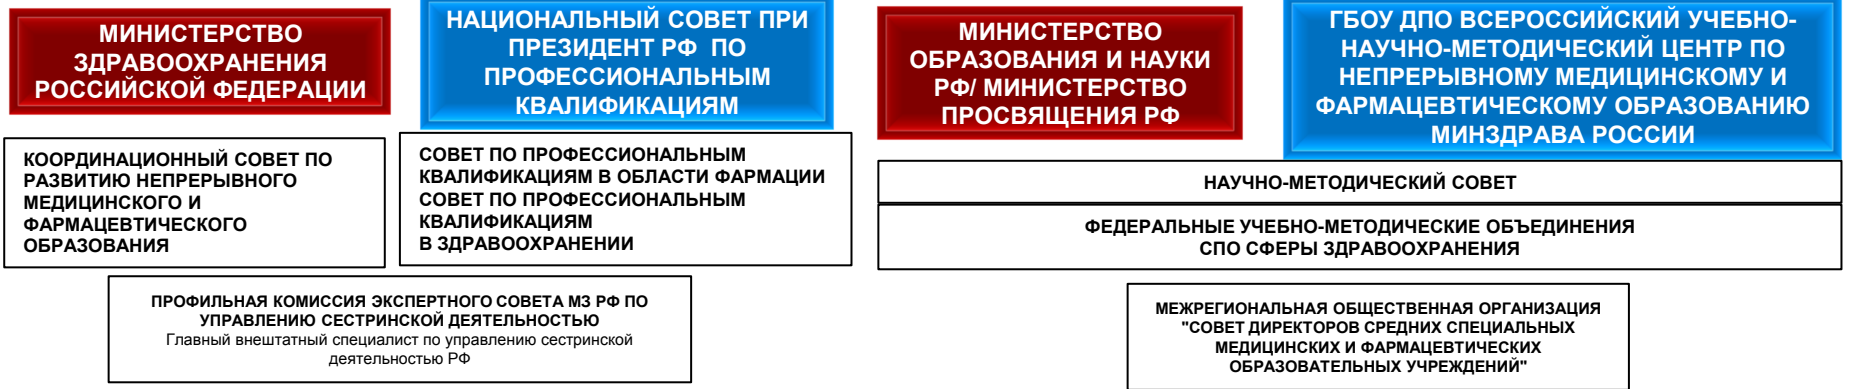 МИНИСТЕРСТВО
ЗДРАВООХРАНЕНИЯ
РОССИЙСКОЙ ФЕДЕРАЦИИ
НАЦИОНАЛЬНЫЙ СОВЕТ ПРИ
ПРЕЗИДЕНТ РФ ПО
ПРОФЕССИОНАЛЬНЫМ
КВАЛИФИКАЦИЯМ
МИНИСТЕРСТВО
ОБРАЗОВАНИЯ И НАУКИ
РФ/ МИНИСТЕРСТВО
ПРОСВЯЩЕНИЯ РФ
ГБОУ ДПО ВСЕРОССИЙСКИЙ УЧЕБНО-
НАУЧНО-МЕТОДИЧЕСКИЙ ЦЕНТР ПО
НЕПРЕРЫВНОМУ МЕДИЦИНСКОМУ И
ФАРМАЦЕВТИЧЕСКОМУ ОБРАЗОВАНИЮ
МИНЗДРАВА РОССИИ
КООРДИНАЦИОННЫЙ СОВЕТ ПО
РАЗВИТИЮ НЕПРЕРЫВНОГО
МЕДИЦИНСКОГО И
ФАРМАЦЕВТИЧЕСКОГО
ОБРАЗОВАНИЯ
СОВЕТ ПО ПРОФЕССИОНАЛЬНЫМ
КВАЛИФИКАЦИЯМ В ОБЛАСТИ ФАРМАЦИИ
СОВЕТ ПО ПРОФЕССИОНАЛЬНЫМ
КВАЛИФИКАЦИЯМ
В ЗДРАВООХРАНЕНИИ
НАУЧНО-МЕТОДИЧЕСКИЙ СОВЕТ
ФЕДЕРАЛЬНЫЕ УЧЕБНО-МЕТОДИЧЕСКИЕ ОБЪЕДИНЕНИЯ
СПО СФЕРЫ ЗДРАВООХРАНЕНИЯ
ПРОФИЛЬНАЯ КОМИССИЯ ЭКСПЕРТНОГО СОВЕТА МЗ РФ ПО
УПРАВЛЕНИЮ СЕСТРИНСКОЙ ДЕЯТЕЛЬНОСТЬЮ
Главный внештатный специалист по управлению сестринской
деятельностью РФ
МЕЖРЕГИОНАЛЬНАЯ ОБЩЕСТВЕННАЯ ОРГАНИЗАЦИЯ
"СОВЕТ ДИРЕКТОРОВ СРЕДНИХ СПЕЦИАЛЬНЫХ
МЕДИЦИНСКИХ И ФАРМАЦЕВТИЧЕСКИХ
ОБРАЗОВАТЕЛЬНЫХ УЧРЕЖДЕНИЙ"